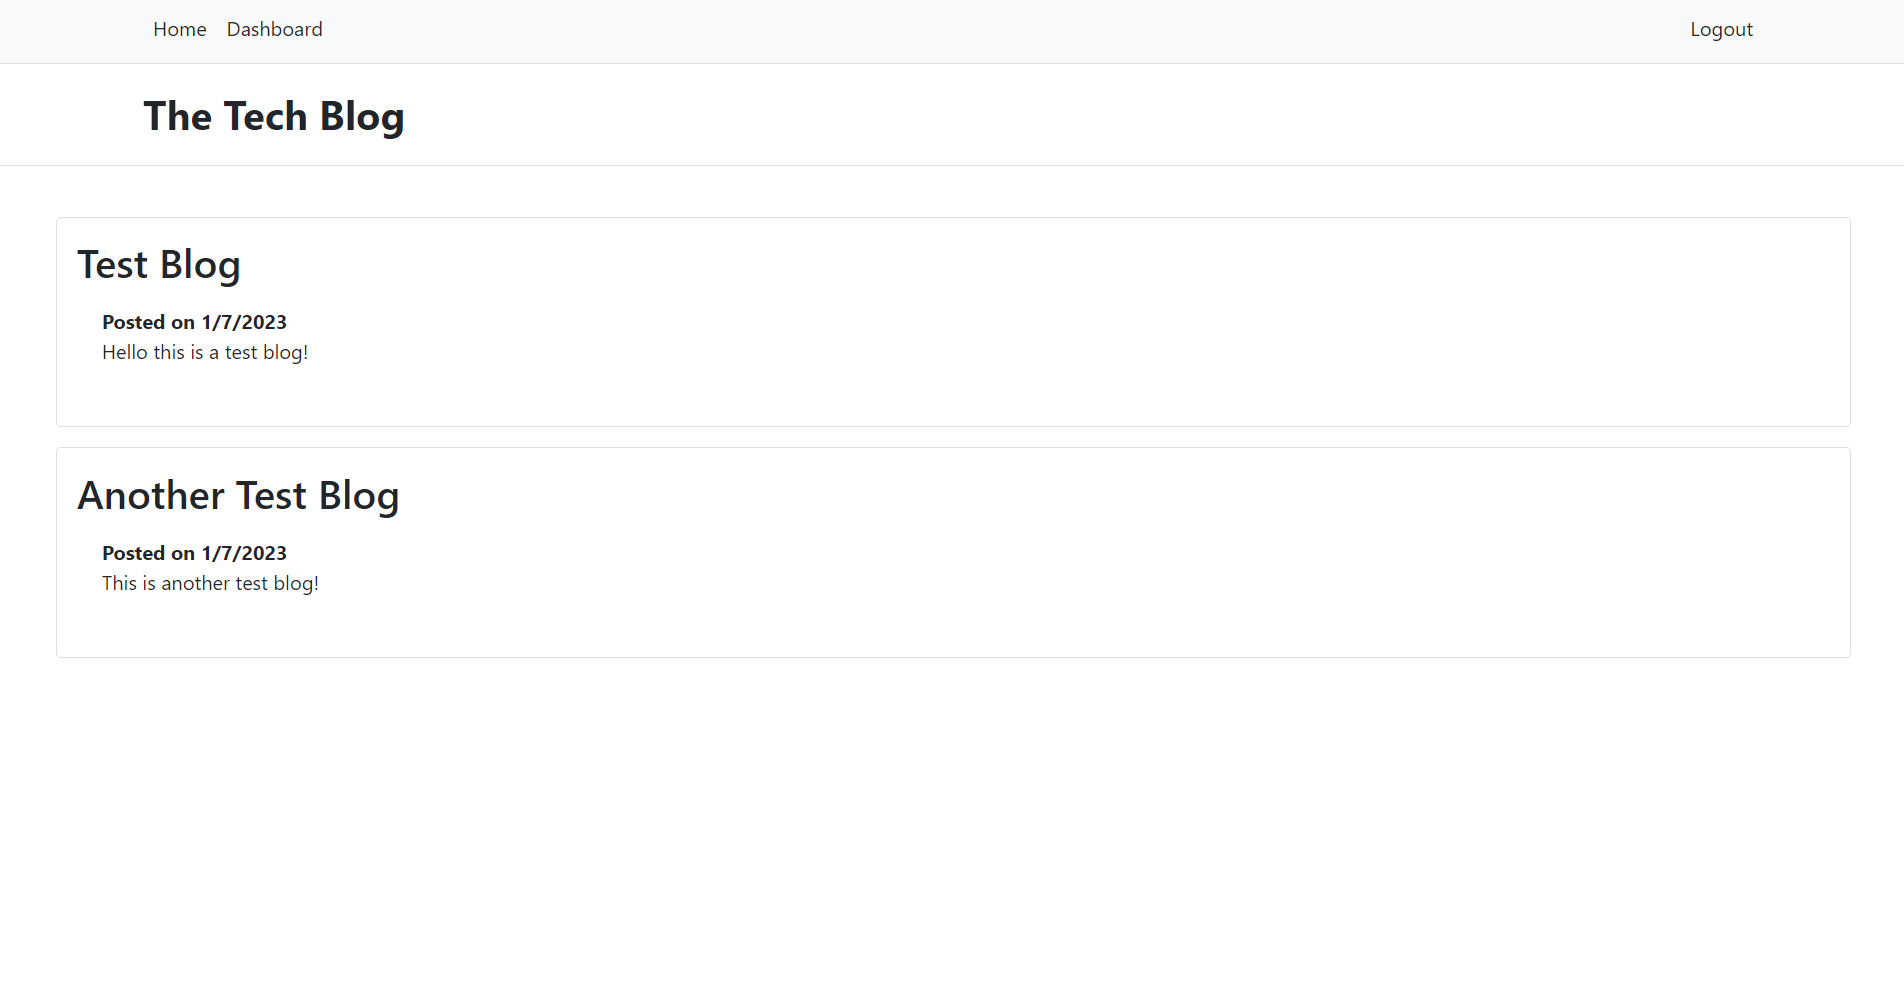 Home Dashboard Logout
The Tech Blog
Test Blog
Posted on 1/7/2023
Hello this is a test blog!
Another Test Blog
Posted on 1/7/2023
This is another test blog!